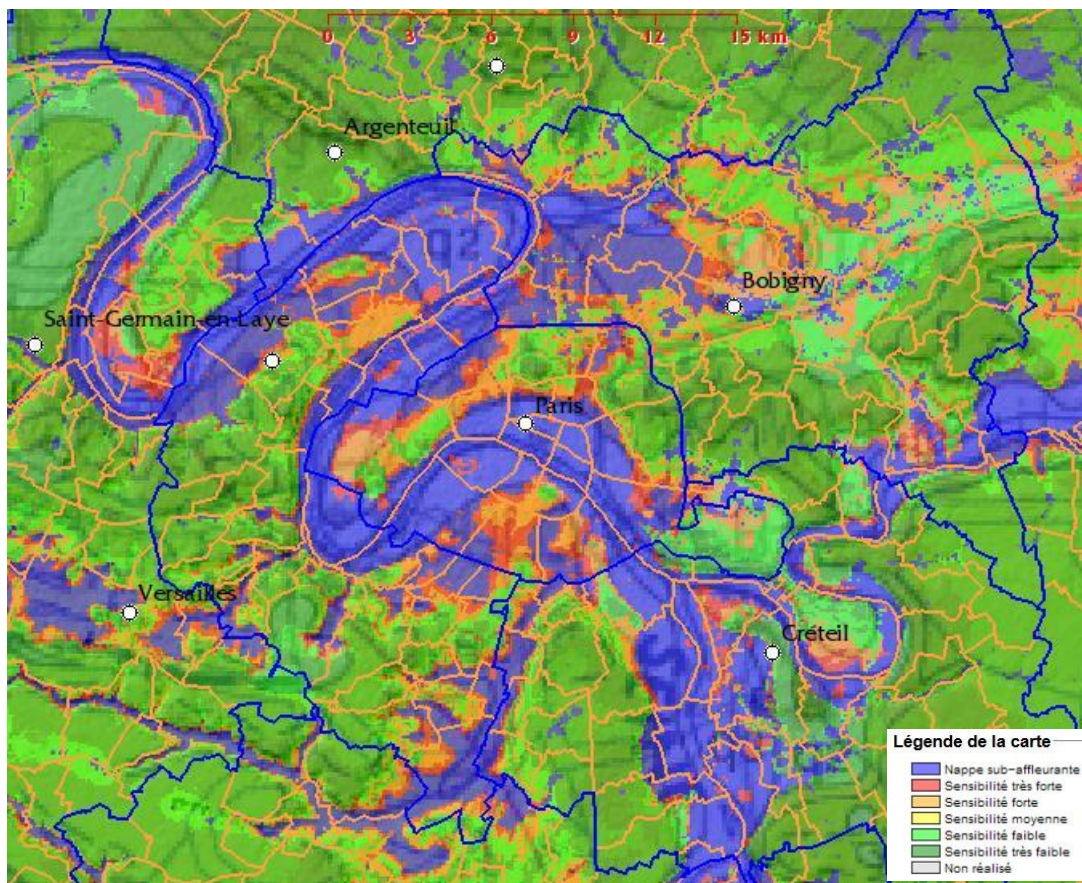 0 3 6 9 12 15 km
Argenteuil
Bobigny
Saint-Germain-en-Laye
Paris
Versailles
Créteil
Légende de la carte
Nappe sub-affleurante
Sensibilité très forte
Sensibilité forte
Sensibilité moyenne
Sensibilité faible
Sensibilité très faible
Non réalisé